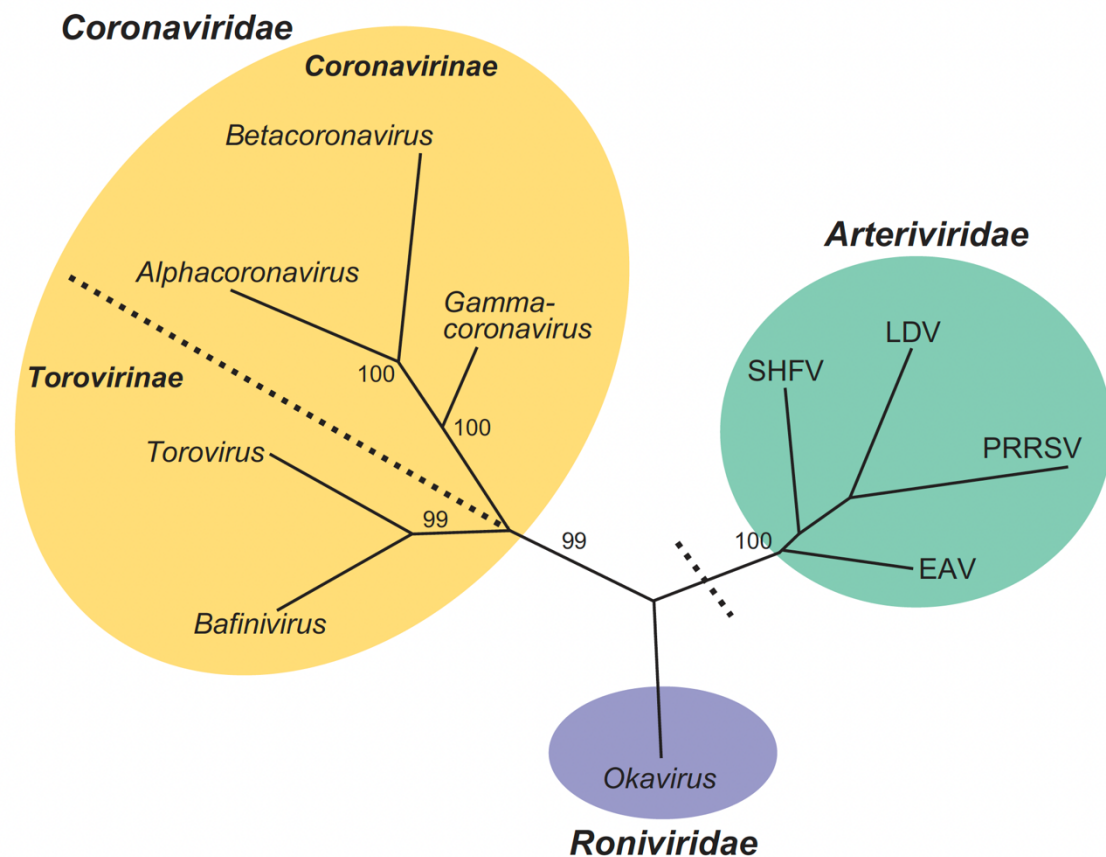 Coronaviridae
Coronavirinae
Betacoronavirus
Alphacoronavirus
Gamma-
coronavirus
100
Torovirinae
100
Torovirus
99
Bafinivirus
99
Arteriviridae
LDV
SHFV
PRRSV
100
EAV
Okavirus
Roniviridae